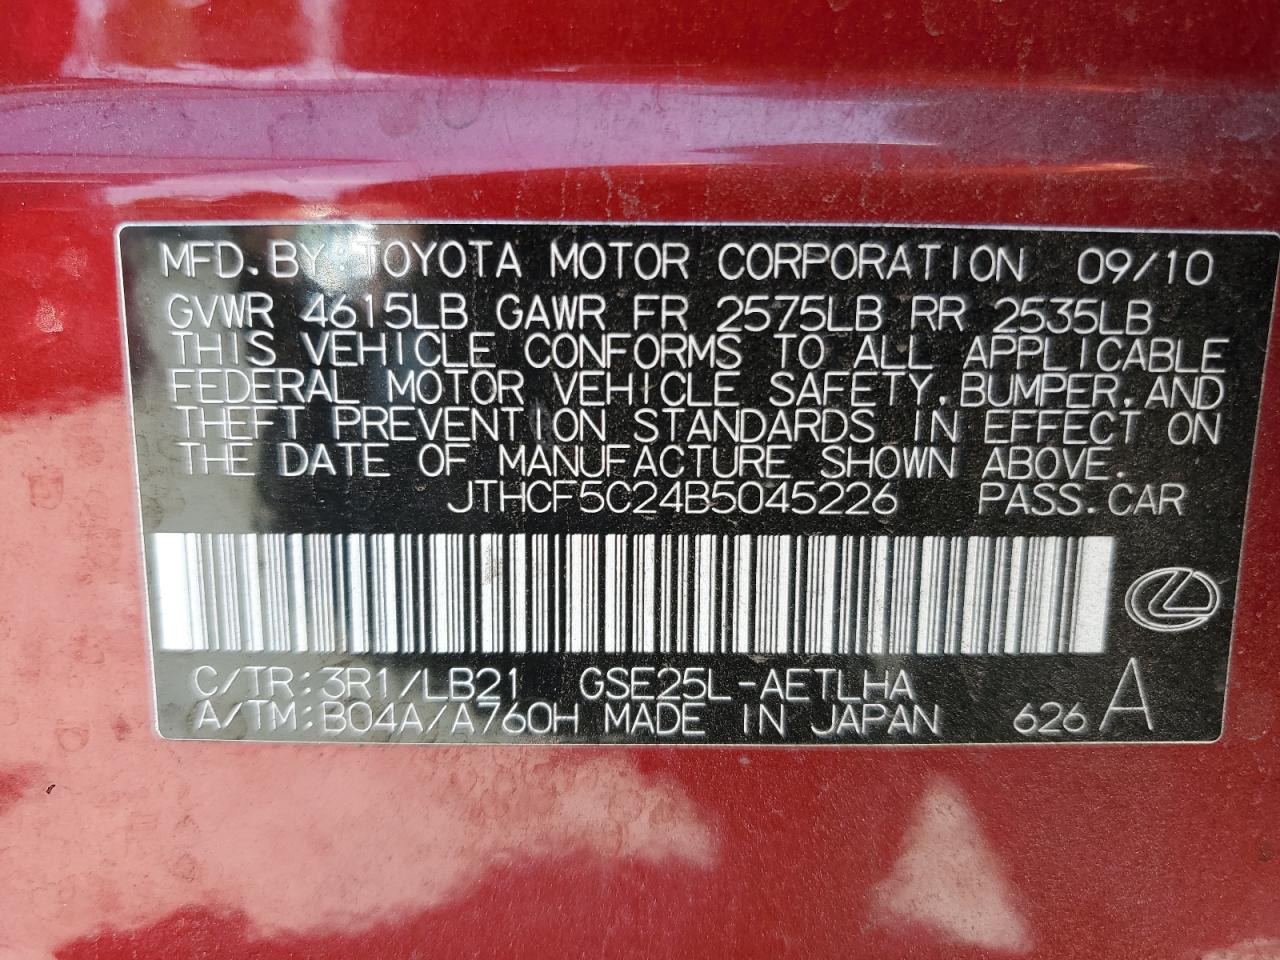 MFD.BY:TOYOTA MOTOR CORPORATION 09/10
GVWR 4615LB GAWR FR 2575LB RR 2535LB
THIS VEHICLE CONFORMS TO ALL APPLICABLE
FEDERAL MOTOR VEHICLE SAFETY,BUMPER,AND
THEFT PREVENTION STANDARDS IN EFFECT ON
THE DATE OF MANUFACTURE SHOWN ABOVE.
JTHCF5C24B5045226 PASS.CAR
C/TR:3R1/LB21 GSE25L-AETLHA
A/TM:B04A/A760H MADE IN JAPAN 626 A